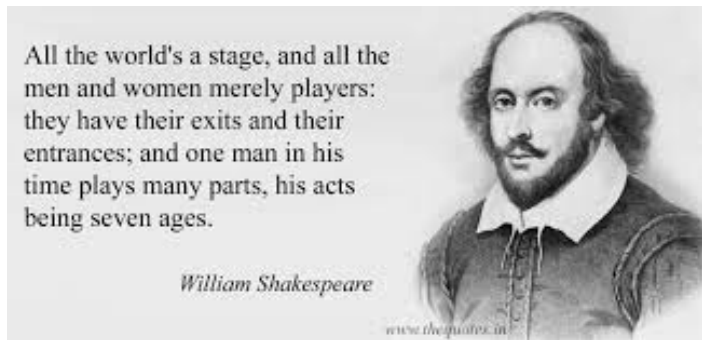 All the world's a stage, and all the
men and women merely players:
they have their exits and their
entrances; and one man in his
time plays many parts, his acts
being seven ages.
William Shakespeare
www.thequotes.in